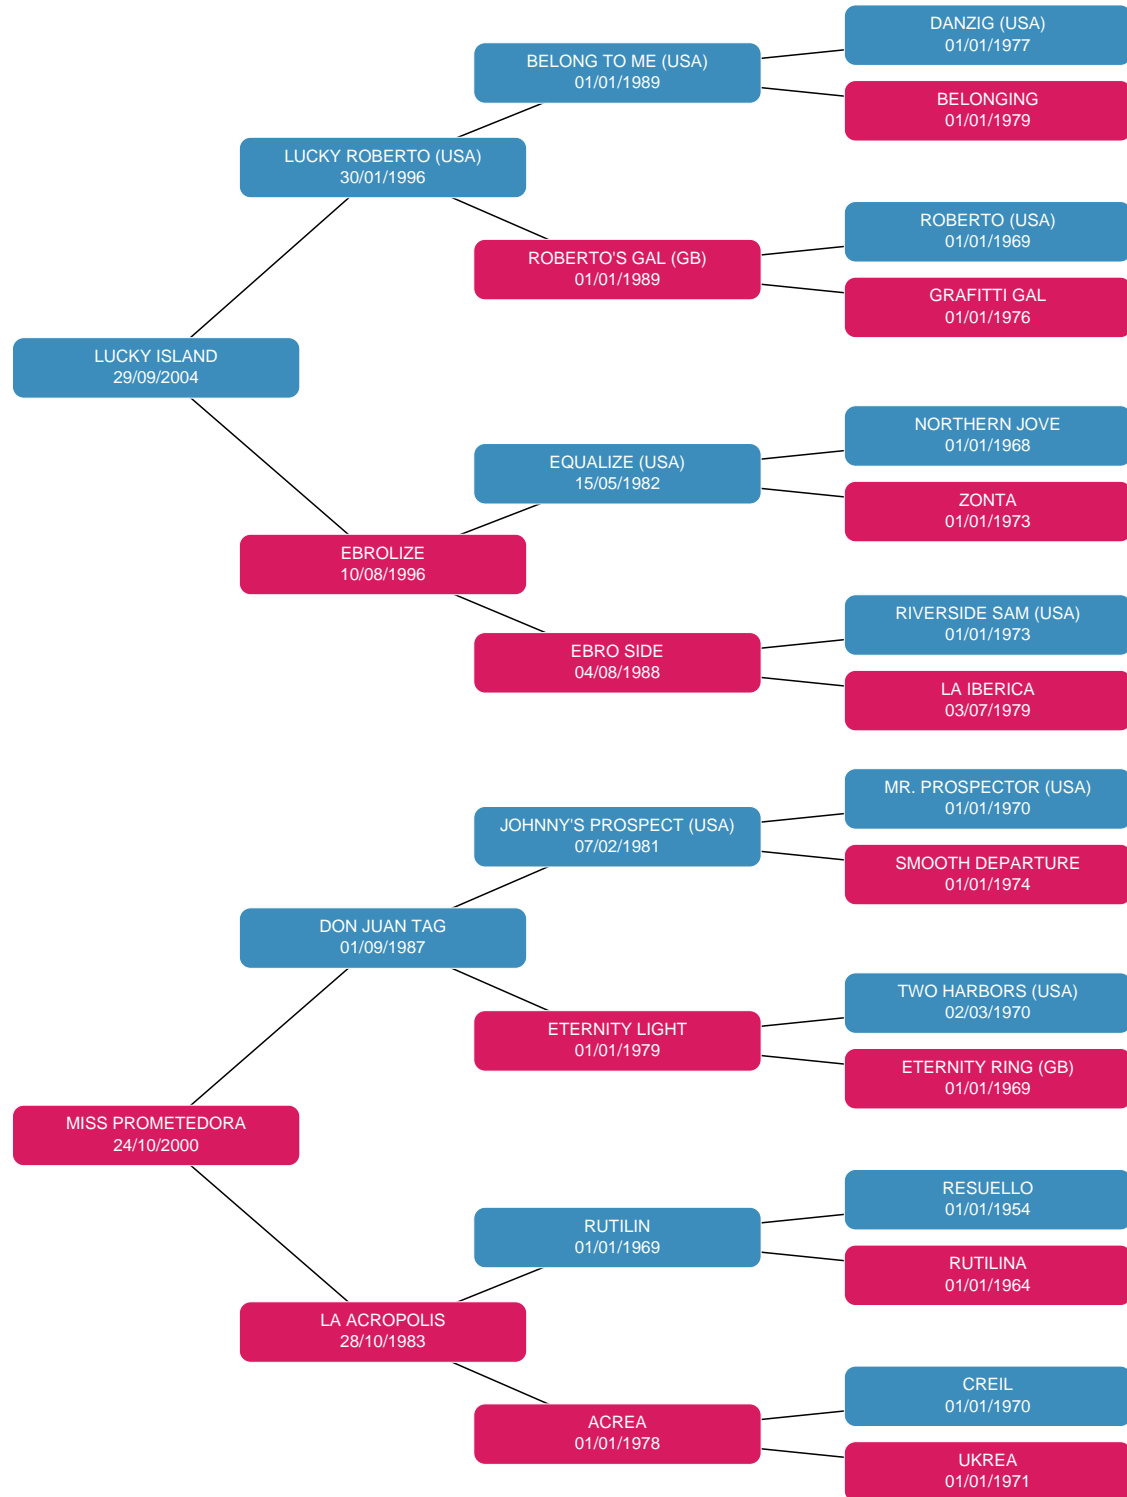 DANZIG (USA)
01/01/1977
BELONG TO ME (USA)
01/01/1989
BELONGING
01/01/1979
LUCKY ROBERTO (USA)
30/01/1996
ROBERTO (USA)
01/01/1969
ROBERTO'S GAL (GB)
01/01/1989
GRAFITTI GAL
01/01/1976
LUCKY ISLAND
29/09/2004
NORTHERN JOVE
01/01/1968
EQUALIZE (USA)
15/05/1982
ZONTA
01/01/1973
EBROLIZE
10/08/1996
RIVERSIDE SAM (USA)
01/01/1973
EBRO SIDE
04/08/1988
LA IBERICA
03/07/1979
MR. PROSPECTOR (USA)
01/01/1970
JOHNNY'S PROSPECT (USA)
07/02/1981
SMOOTH DEPARTURE
01/01/1974
DON JUAN TAG
01/09/1987
TWO HARBORS (USA)
02/03/1970
ETERNITY LIGHT
01/01/1979
ETERNITY RING (GB)
01/01/1969
MISS PROMETEDORA
24/10/2000
RESUELLO
01/01/1954
RUTILIN
01/01/1969
RUTILINA
01/01/1964
LA ACROPOLIS
28/10/1983
CREIL
01/01/1970
ACREA
01/01/1978
UKREA
01/01/1971